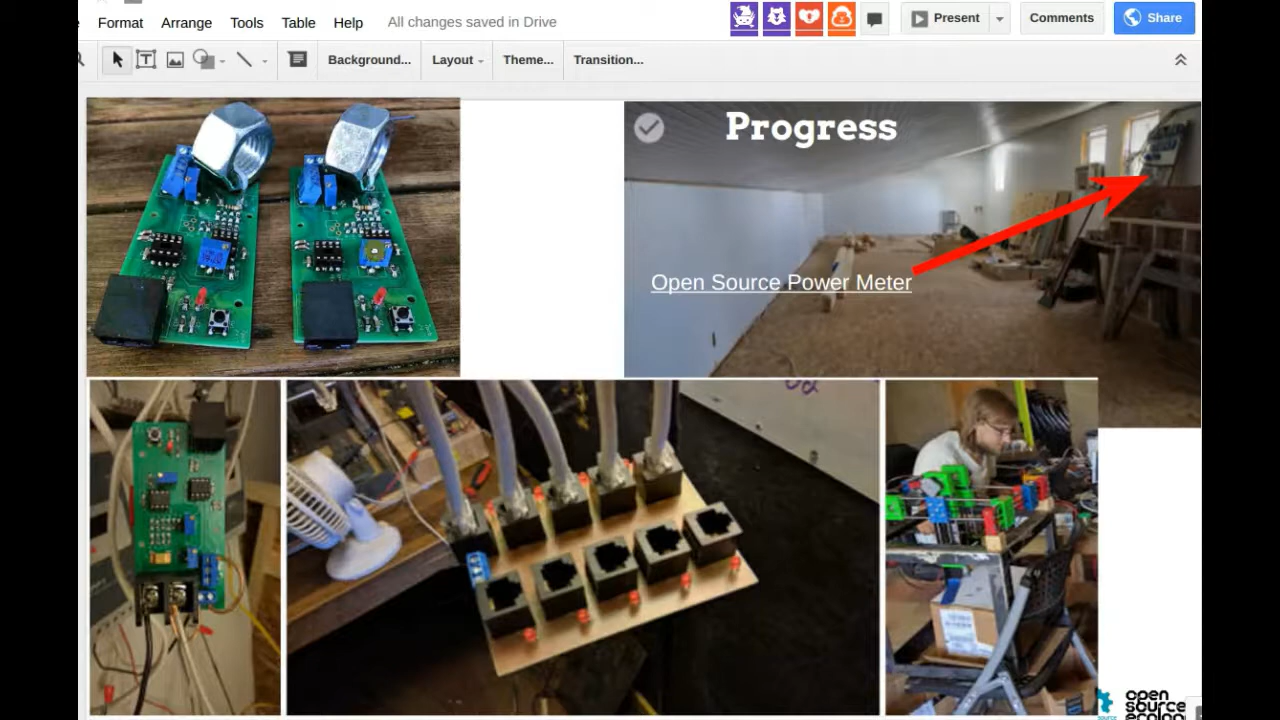 Format Arrange Tools Table Help All changes saved in Drive Present Comments Share
T Background... Layout Theme... Transition...
Progress
Open Source Power Meter
open
source